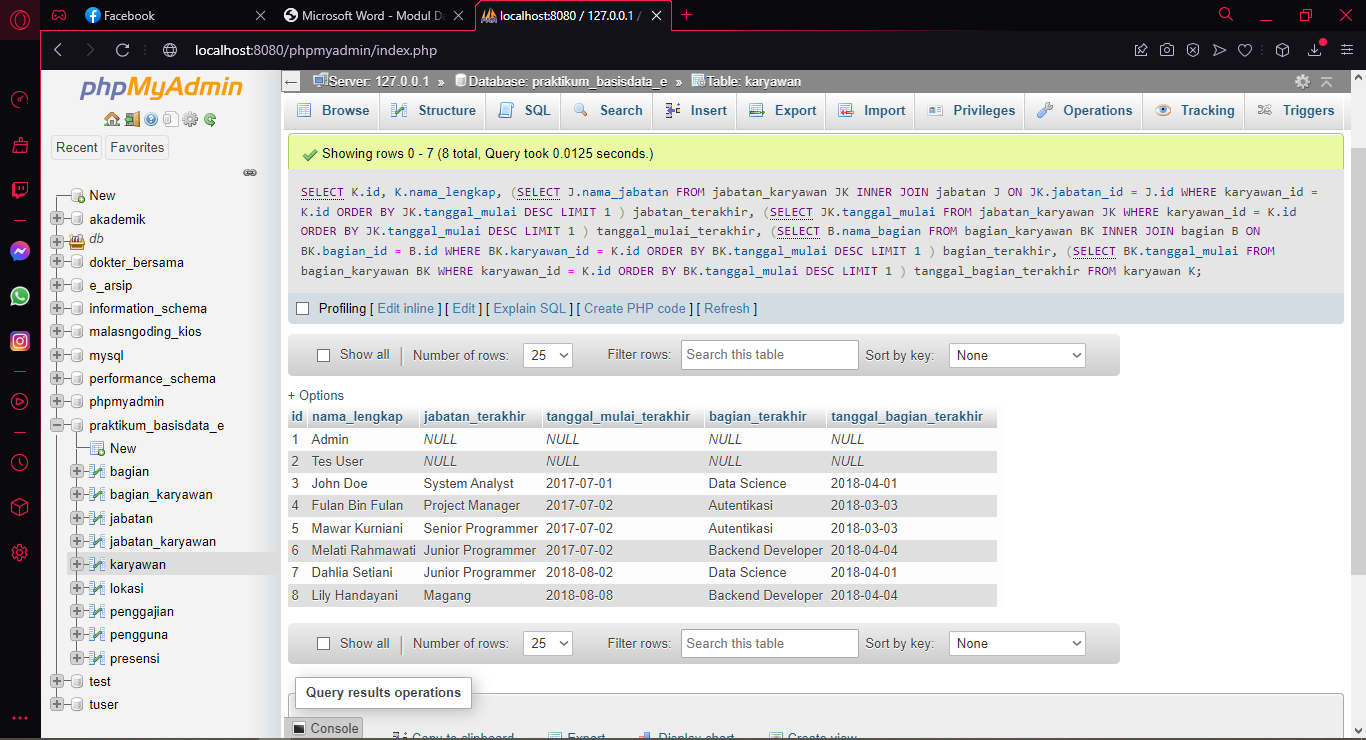 Facebook
Microsoft Word - Modul Da
localhost:8080 / 127.0.0.1 /
localhost:8080/phpmyadmin/index.php
phpMyAdmin
Recent
Favorites
New
akademik
db
dokter_bersama
e_arsip
information_schema
malasngoding_kios
mysql
performance_schema
phpmyadmin
praktikum_basisdata_e
New
bagian
bagian_karyawan
jabatan
jabatan_karyawan
karyawan
lokasi
penggajian
pengguna
presensi
test
tuser
Server: 127.0.0.1 » Database: praktikum_basisdata_e » Table: karyawan
Browse Structure SQL Search Insert Export Import Privileges Operations Tracking Triggers
Showing rows 0 - 7 (8 total, Query took 0.0125 seconds.)
SELECT K.id, K.nama_lengkap, (SELECT J.nama_jabatan FROM jabatan_karyawan JK INNER JOIN jabatan J ON JK.jabatan_id = J.id WHERE karyawan_id =
K.id ORDER BY JK.tanggal_mulai DESC LIMIT 1 ) jabatan_terakhir, (SELECT JK.tanggal_mulai FROM jabatan_karyawan JK WHERE karyawan_id = K.id
ORDER BY JK.tanggal_mulai DESC LIMIT 1 ) tanggal_mulai_terakhir, (SELECT B.nama_bagian FROM bagian_karyawan BK INNER JOIN bagian B ON
BK.bagian_id = B.id WHERE BK.karyawan_id = K.id ORDER BY BK.tanggal_mulai DESC LIMIT 1 ) bagian_terakhir, (SELECT BK.tanggal_mulai FROM
bagian_karyawan BK WHERE karyawan_id = K.id ORDER BY BK.tanggal_mulai DESC LIMIT 1 ) tanggal_bagian_terakhir FROM karyawan K;
Profiling [ Edit inline ] [ Edit ] [ Explain SQL ] [ Create PHP code ] [ Refresh ]
Show all Number of rows: 25 Filter rows: Search this table Sort by key: None
+ Options
id nama_lengkap jabatan_terakhir tanggal_mulai_terakhir bagian_terakhir tanggal_bagian_terakhir
1 Admin NULL NULL NULL NULL
2 Tes User NULL NULL NULL NULL
3 John Doe System Analyst 2017-07-01 Data Science 2018-04-01
4 Fulan Bin Fulan Project Manager 2017-07-02 Autentikasi 2018-03-03
5 Mawar Kurniani Senior Programmer 2017-07-02 Autentikasi 2018-03-03
6 Melati Rahmawati Junior Programmer 2017-07-02 Backend Developer 2018-04-04
7 Dahlia Setiani Junior Programmer 2018-08-02 Data Science 2018-04-01
8 Lily Handayani Magang 2018-08-08 Backend Developer 2018-04-04
Show all Number of rows: 25 Filter rows: Search this table Sort by key: None
Query results operations
Console
Copy to clipboard Export Display chart Create view